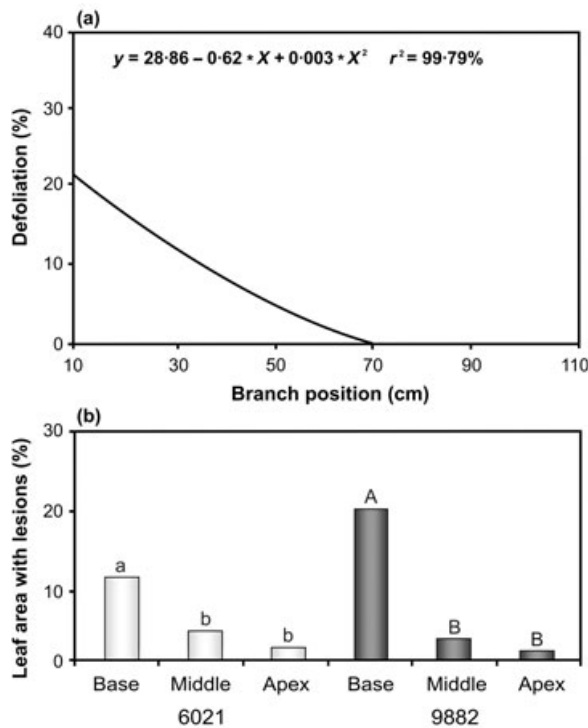 (a)
40
y = 28·86 – 0·62 * X + 0·003 * X² r² = 99·79%
30
20
10
0
Defoliation (%)
10 30 50 70 90 110
Branch position (cm)
(b)
30
20
10
0
Leaf area with lesions (%)
a b b A B B
Base Middle Apex Base Middle Apex
6021 9882